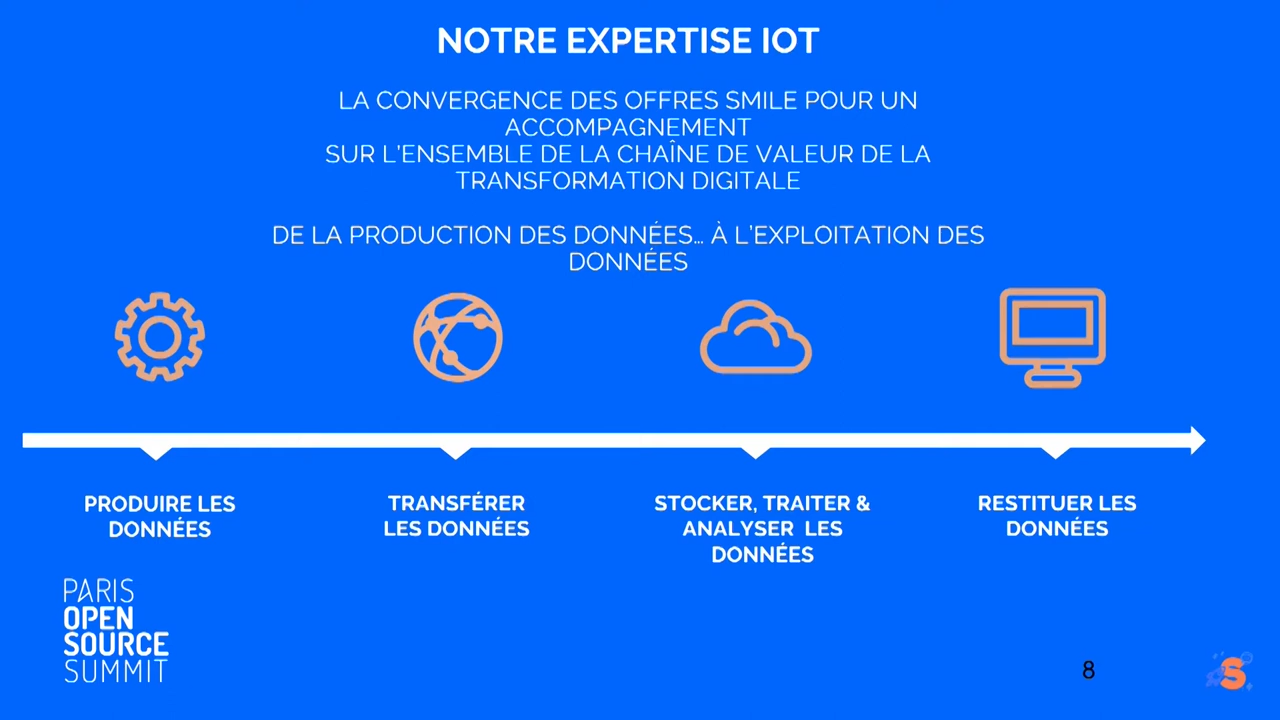 NOTRE EXPERTISE IOT
LA CONVERGENCE DES OFFRES SMILE POUR UN
ACCOMPAGNEMENT
SUR L'ENSEMBLE DE LA CHAÎNE DE VALEUR DE LA
TRANSFORMATION DIGITALE
DE LA PRODUCTION DES DONNÉES... À L'EXPLOITATION DES
DONNÉES
PRODUIRE LES
DONNÉES
TRANSFÉRER
LES DONNÉES
STOCKER, TRAITER &
ANALYSER LES
DONNÉES
RESTITUER LES
DONNÉES
PARIS
OPEN
SOURCE
SUMMIT
8
S